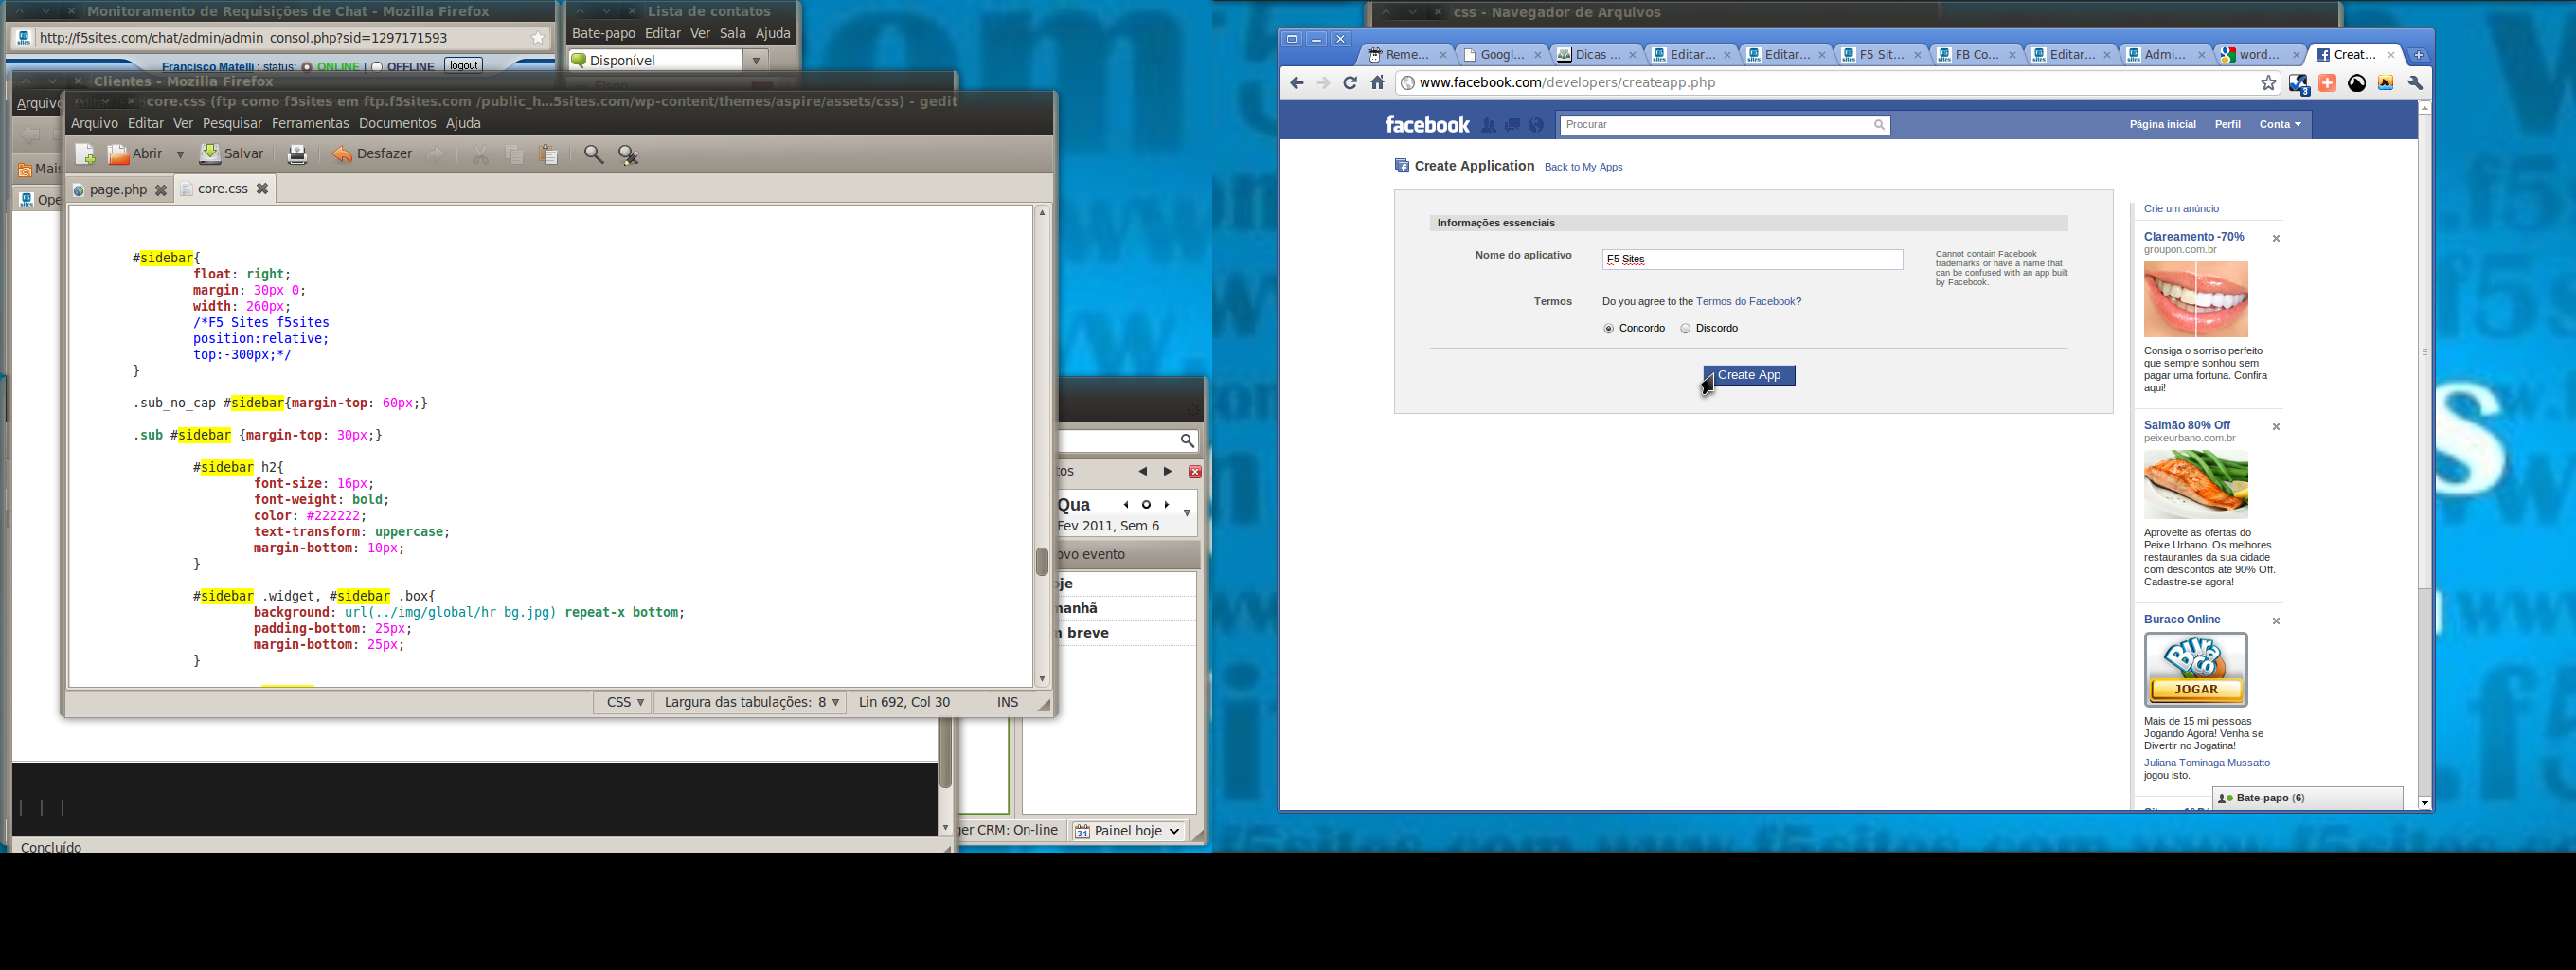 Monitoramento de Requisições de Chat - Mozilla Firefox
http://f5sites.com/chat/admin/admin_consol.php?sid=1297171593
Francisco Matelli : status: ONLINE | OFFLINE logout
Lista de contatos
Bate-papo Editar Ver Sala Ajuda
Disponível
Clientes - Mozilla Firefox
Arquivo
Mais
Ope
core.css (ftp como f5sites em ftp.f5sites.com /public_h...5sites.com/wp-content/themes/aspire/assets/css) - gedit
Arquivo Editar Ver Pesquisar Ferramentas Documentos Ajuda
Abrir Salvar Desfazer
page.php core.css
#sidebar{
float: right;
margin: 30px 0;
width: 260px;
/*F5 Sites f5sites
position:relative;
top:-300px;*/
}
.sub_no_cap #sidebar{margin-top: 60px;}
.sub #sidebar {margin-top: 30px;}
#sidebar h2{
font-size: 16px;
font-weight: bold;
color: #222222;
text-transform: uppercase;
margin-bottom: 10px;
}
#sidebar .widget, #sidebar .box{
background: url(../img/global/hr_bg.jpg) repeat-x bottom;
padding-bottom: 25px;
margin-bottom: 25px;
}
CSS Largura das tabulações: 8 Lin 692, Col 30 INS
| | |
Concluído
tos
Qua
Fev 2011, Sem 6
ovo evento
oje
manhã
m breve
ger CRM: On-line 31 Painel hoje
css - Navegador de Arquivos
Reme... Googl... Dicas ... Editar... Editar... F5 Sit... FB Co... Editar... Admi... word... Creat...
www.facebook.com/developers/createapp.php
3
facebook Procurar Página inicial Perfil Conta
Create Application Back to My Apps
Informações essenciais
Nome do aplicativo F5 Sites
Cannot contain Facebook
trademarks or have a name that
can be confused with an app built
by Facebook.
Termos Do you agree to the Termos do Facebook?
Concordo Discordo
Create App
Crie um anúncio
Clareamento -70%
groupon.com.br
Consiga o sorriso perfeito
que sempre sonhou sem
pagar uma fortuna. Confira
aqui!
Salmão 80% Off
peixeurbano.com.br
Aproveite as ofertas do
Peixe Urbano. Os melhores
restaurantes da sua cidade
com descontos até 90% Off.
Cadastre-se agora!
Buraco Online
BURACO
JOGAR
Mais de 15 mil pessoas
Jogando Agora! Venha se
Divertir no Jogatina!
Juliana Tominaga Mussatto
jogou isto.
Bate-papo (6)
f5sites.com www.f5sites.com www.f5sites